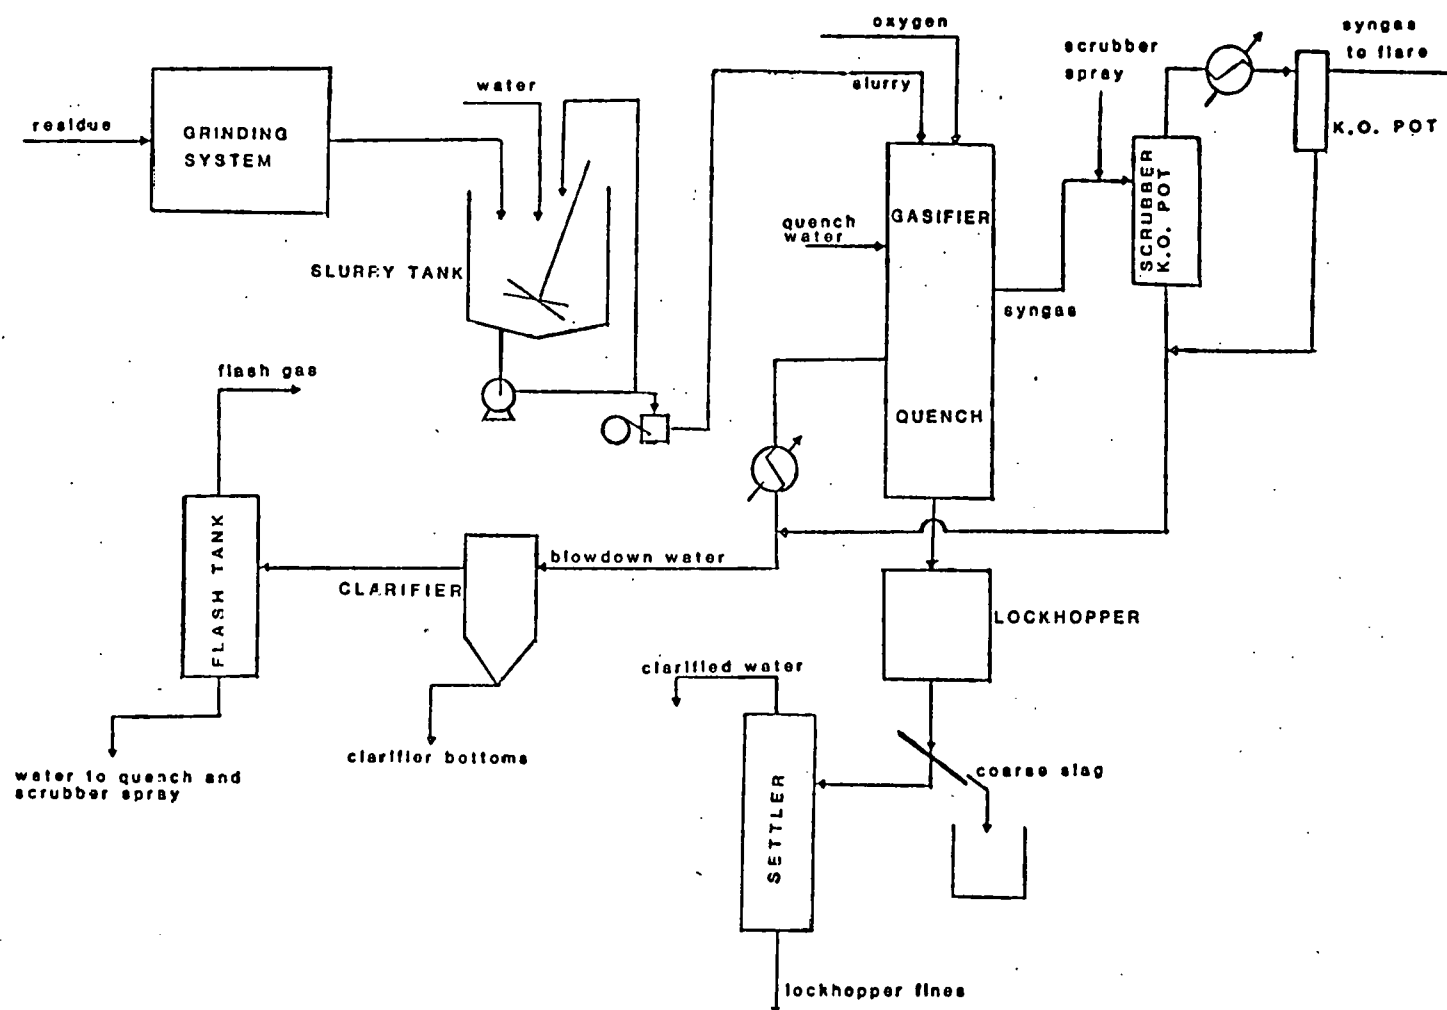 oxygen
syngas
to flare
scrubber
spray
slurry
water
residue
GRINDING
SYSTEM
K.O. POT
SCRUBBER
K.O. POT
GASIFIER
quench
water
SLURRY TANK
syngas
flash gas
QUENCH
FLASH TANK
blowdown water
CLARIFIER
LOCKHOPPER
clarified water
clarifier bottoms
coarse slag
water to quench and
scrubber spray
SETTLER
lockhopper fines